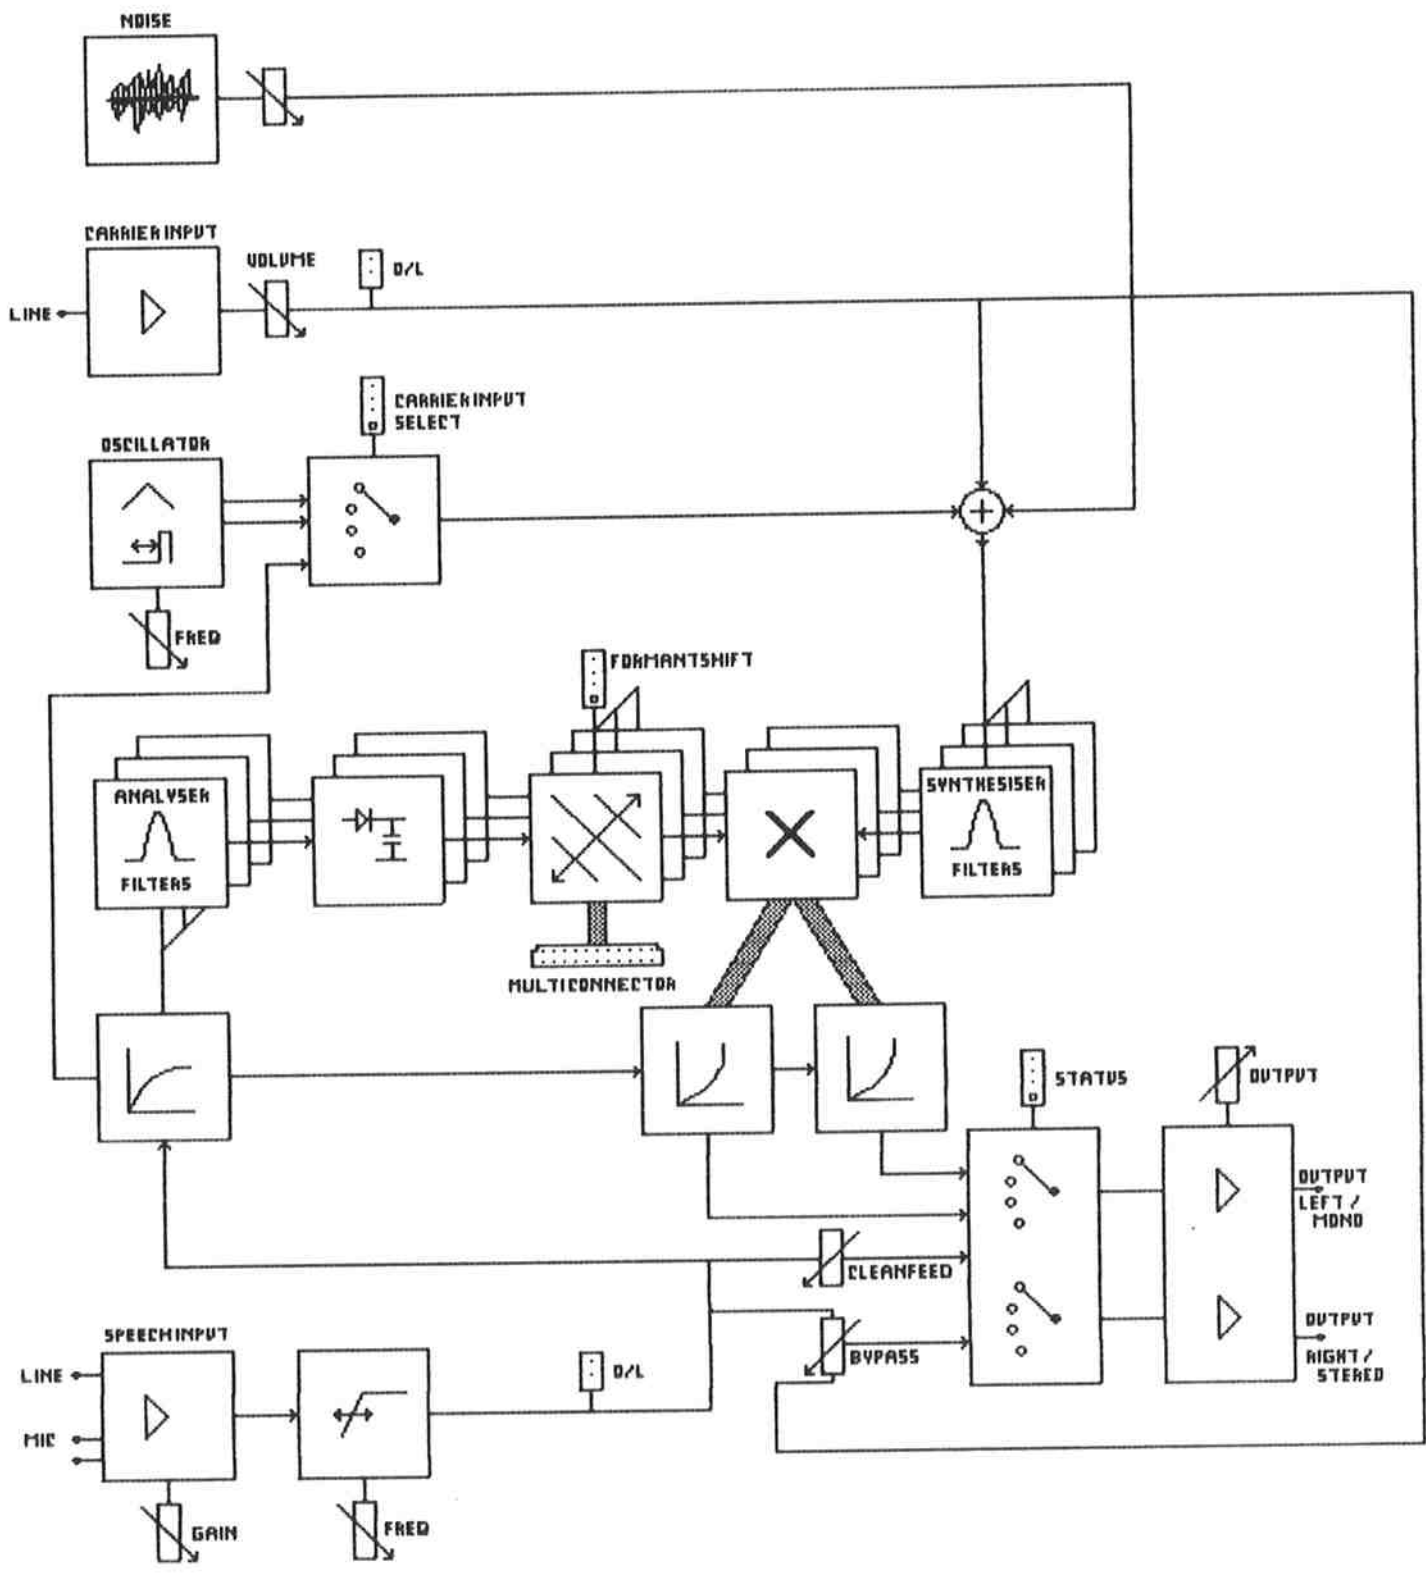 NOISE
CARRIER INPUT
VOLUME
O/L
LINE
CARRIER INPUT
SELECT
OSCILLATOR
FREQ
FORMANT SHIFT
ANALYSER
FILTERS
SYNTHESISER
FILTERS
MULTICONNECTOR
STATUS
OUTPUT
OUTPUT
LEFT /
MONO
CLEANFEED
SPEECH INPUT
OUTPUT
RIGHT /
STEREO
BYPASS
LINE
O/L
MIC
GAIN
FREQ